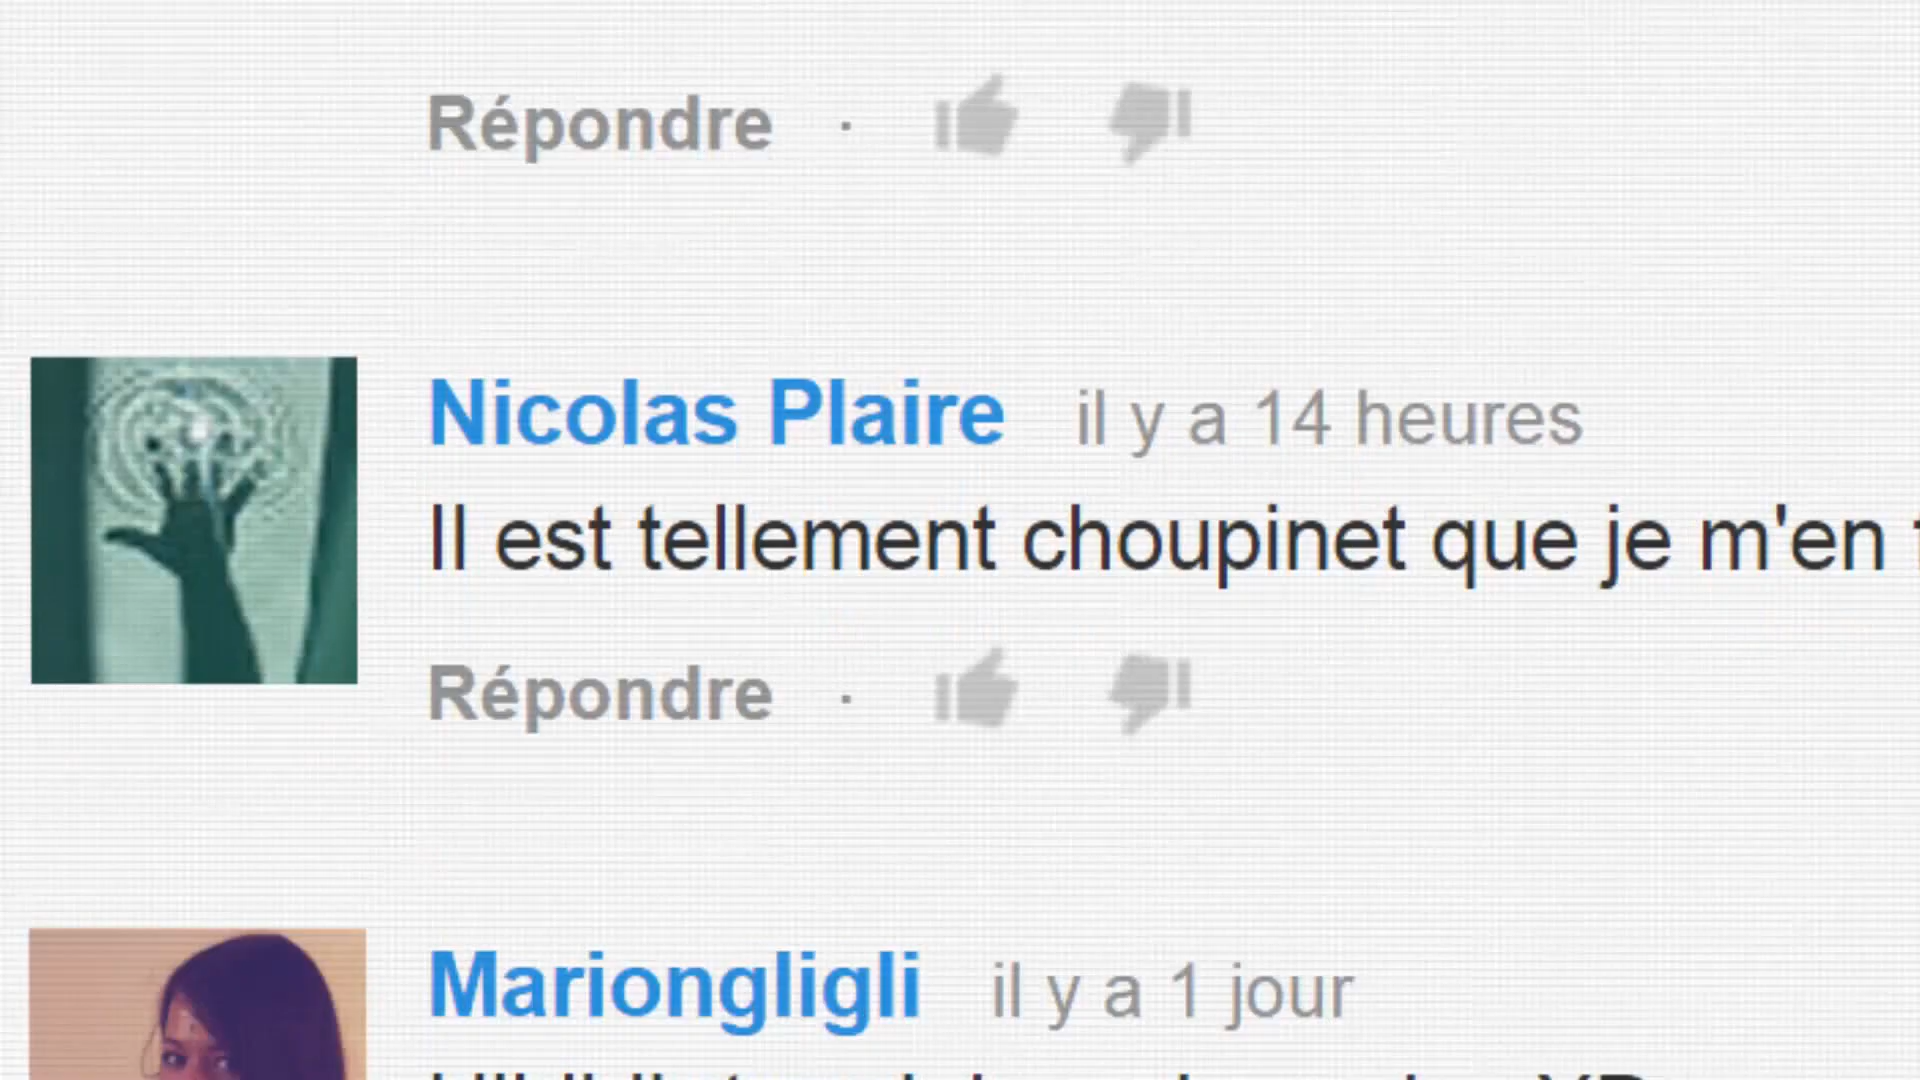 Répondre ·
Nicolas Plaire il y a 14 heures
Il est tellement choupinet que je m'en
Répondre ·
Mariongligli il y a 1 jour